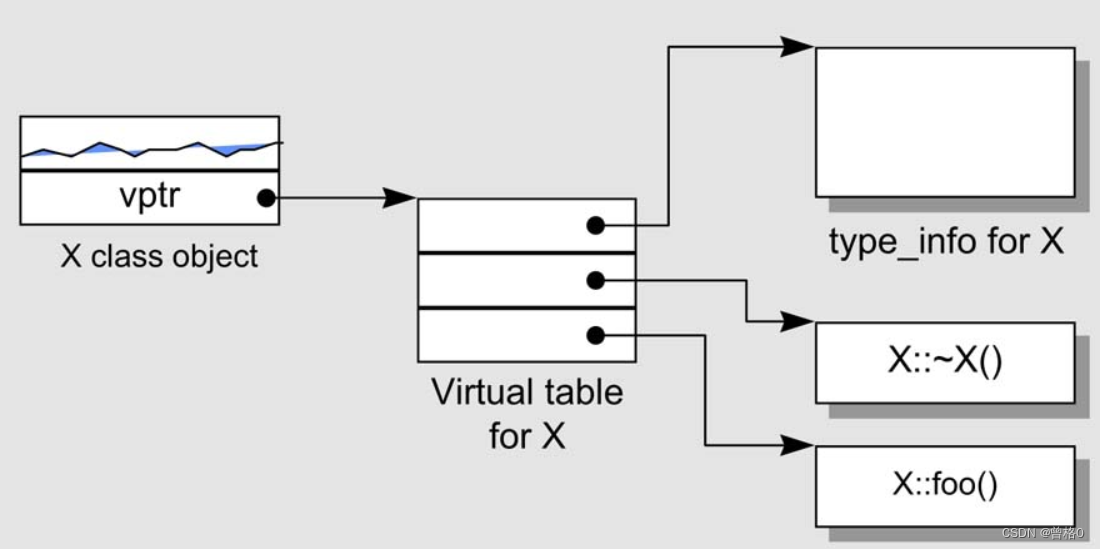 vptr
X class object
Virtual table
for X
type_info for X
X::~X()
X::foo()
CSDN @曾格0